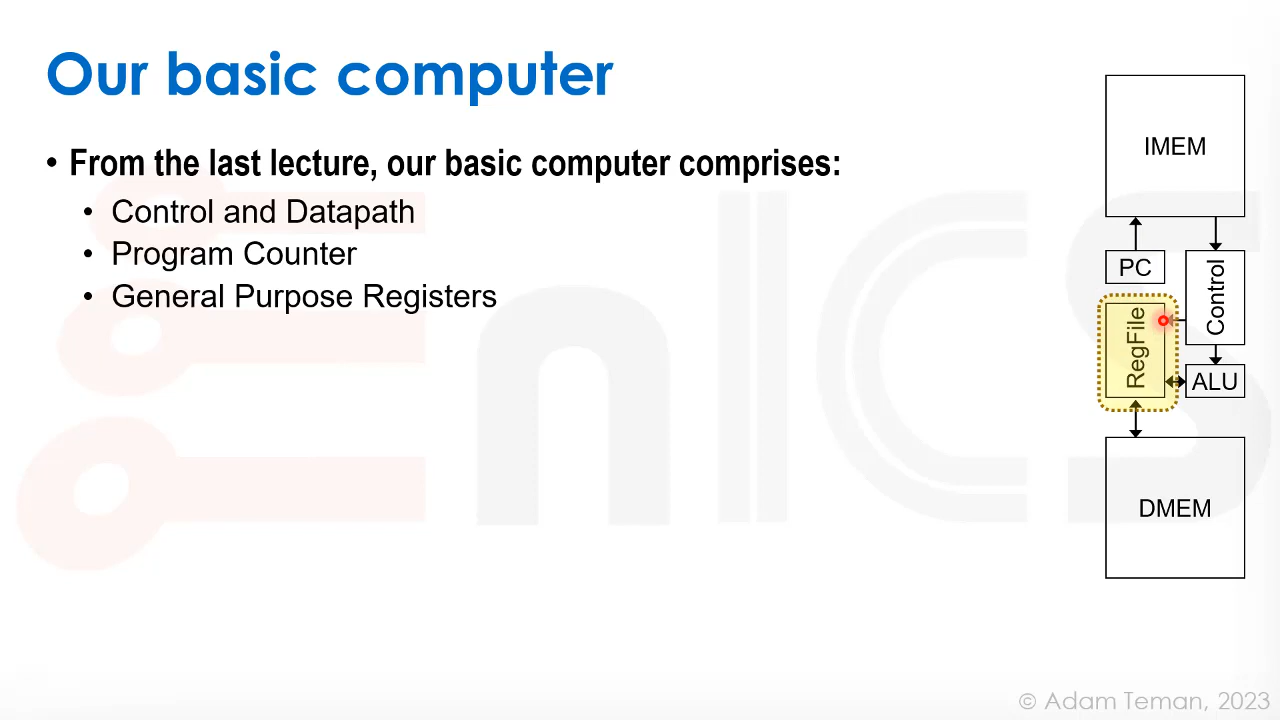 Our basic computer
• From the last lecture, our basic computer comprises:
• Control and Datapath
• Program Counter
• General Purpose Registers
IMEM
PC
Control
RegFile
ALU
DMEM
EnICS
© Adam Teman, 2023